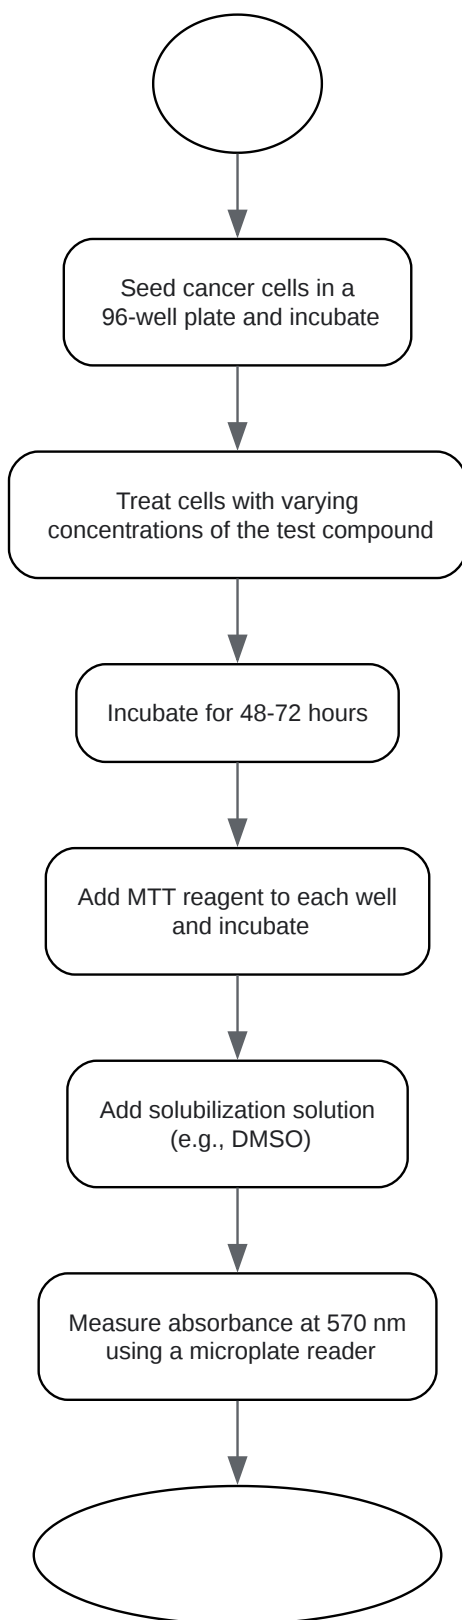 Seed cancer cells in a
96-well plate and incubate
Treat cells with varying
concentrations of the test compound
Incubate for 48-72 hours
Add MTT reagent to each well
and incubate
Add solubilization solution
(e.g., DMSO)
Measure absorbance at 570 nm
using a microplate reader